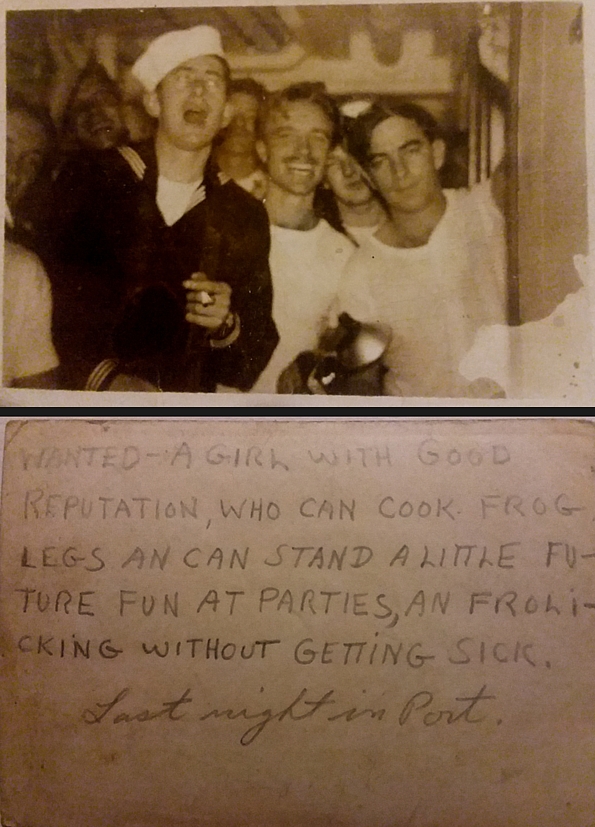 WANTED- A GIRL WITH GOOD
REPUTATION, WHO CAN COOK FROG
LEGS AN CAN STAND A LITTLE FU-
TURE FUN AT PARTIES, AN FROLI-
CKING WITHOUT GETTING SICK.
Last night in Port.